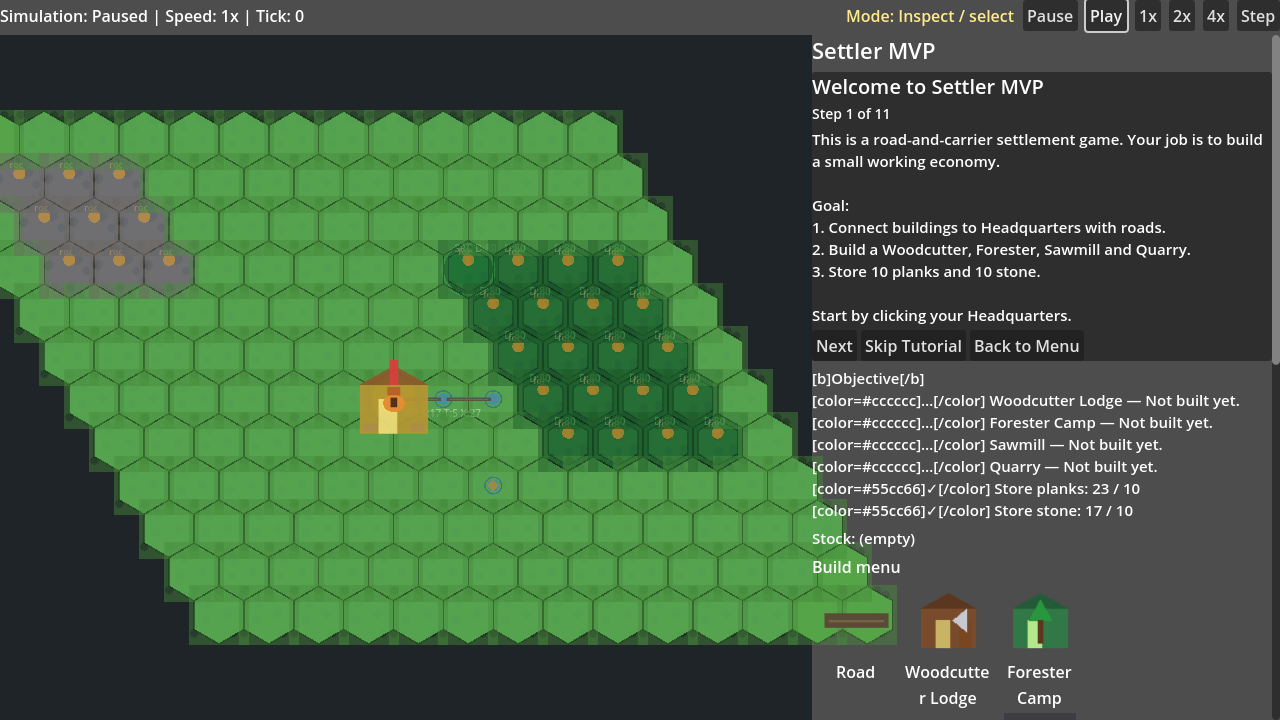 Simulation: Paused | Speed: 1x | Tick: 0
Mode: Inspect / select
Pause
Play
1x
2x
4x
Step
Settler MVP
Welcome to Settler MVP
Step 1 of 11
This is a road-and-carrier settlement game. Your job is to build
a small working economy.
Goal:
1. Connect buildings to Headquarters with roads.
2. Build a Woodcutter, Forester, Sawmill and Quarry.
3. Store 10 planks and 10 stone.
Start by clicking your Headquarters.
Next
Skip Tutorial
Back to Menu
[b]Objective[/b]
[color=#cccccc]...[/color] Woodcutter Lodge — Not built yet.
[color=#cccccc]...[/color] Forester Camp — Not built yet.
[color=#cccccc]...[/color] Sawmill — Not built yet.
[color=#cccccc]...[/color] Quarry — Not built yet.
[color=#55cc66]✓[/color] Store planks: 23 / 10
[color=#55cc66]✓[/color] Store stone: 17 / 10
Stock: (empty)
Build menu
Road
Woodcutte
r Lodge
Forester
Camp